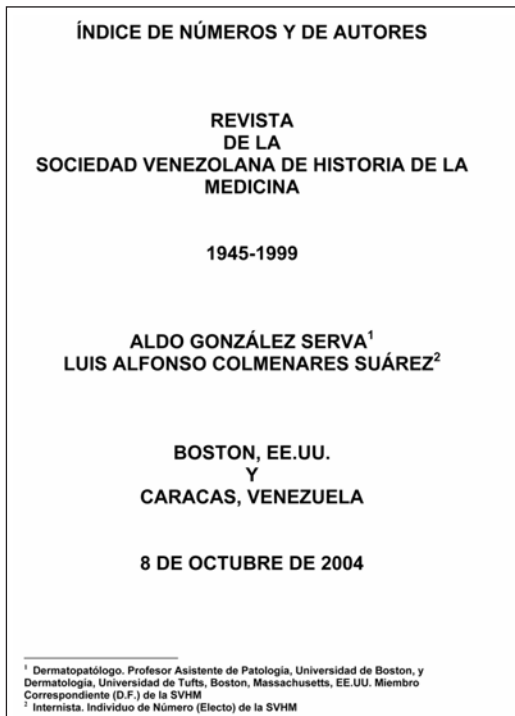 ÍNDICE DE NÚMEROS Y DE AUTORES
REVISTA
DE LA
SOCIEDAD VENEZOLANA DE HISTORIA DE LA
MEDICINA
1945-1999
ALDO GONZÁLEZ SERVA¹
LUIS ALFONSO COLMENARES SUÁREZ²
BOSTON, EE.UU.
Y
CARACAS, VENEZUELA
8 DE OCTUBRE DE 2004
¹ Dermatopatólogo. Profesor Asistente de Patología, Universidad de Boston, y
Dermatología, Universidad de Tufts, Boston, Massachusetts, EE.UU. Miembro
Correspondiente (D.F.) de la SVHM
² Internista. Individuo de Número (Electo) de la SVHM